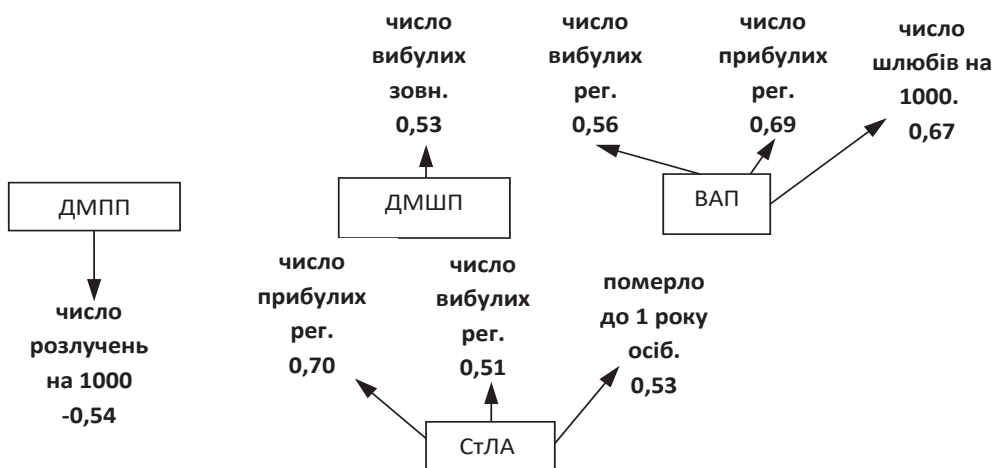 число
вибулих
зовн.
0,53
число
вибулих
рег.
0,56
число
прибулих
рег.
0,69
число
шлюбів на
1000.
0,67
ДМПП
ДМШП
ВАП
число
розлучень
на 1000
-0,54
число
прибулих
рег.
0,70
число
вибулих
рег.
0,51
померло
до 1 року
осіб.
0,53
СтЛА